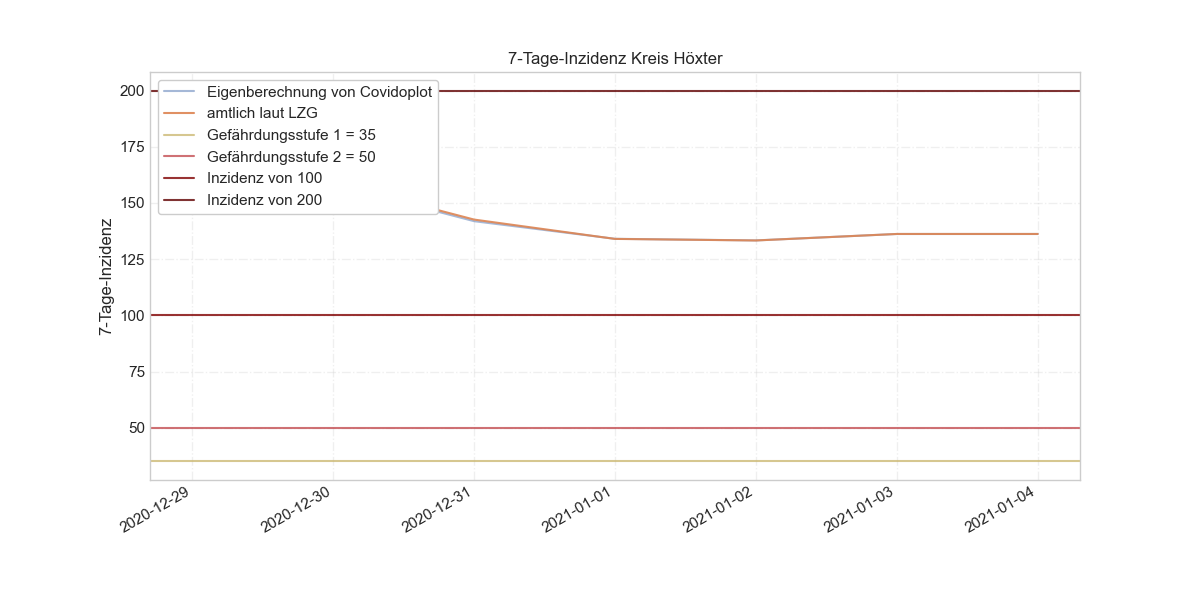 7-Tage-Inzidenz Kreis Höxter
7-Tage-Inzidenz
200
175
150
125
100
75
50
Eigenberechnung von Covidoplot
amtlich laut LZG
Gefährdungsstufe 1 = 35
Gefährdungsstufe 2 = 50
Inzidenz von 100
Inzidenz von 200
2020-12-29
2020-12-30
2020-12-31
2021-01-01
2021-01-02
2021-01-03
2021-01-04